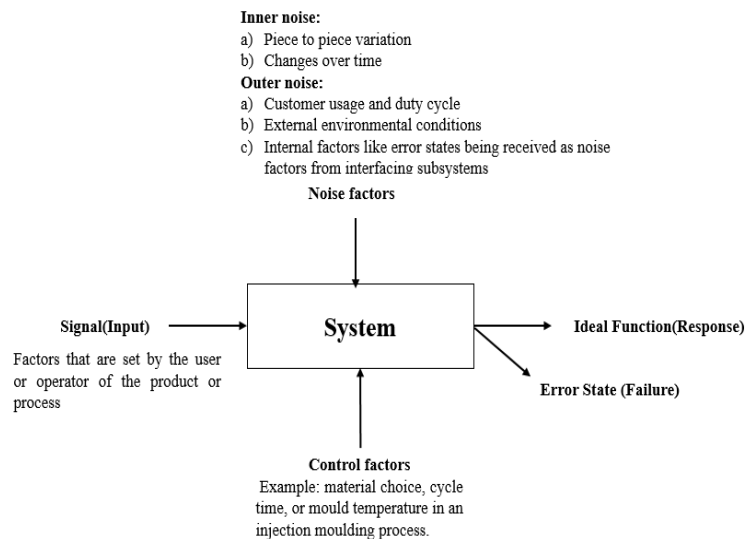 Inner noise:
a) Piece to piece variation
b) Changes over time
Outer noise:
a) Customer usage and duty cycle
b) External environmental conditions
c) Internal factors like error states being received as noise
factors from interfacing subsystems
Noise factors
Signal(Input)
System
Ideal Function(Response)
Factors that are set by the user
or operator of the product or
process
Error State (Failure)
Control factors
Example: material choice, cycle
time, or mould temperature in an
injection moulding process.